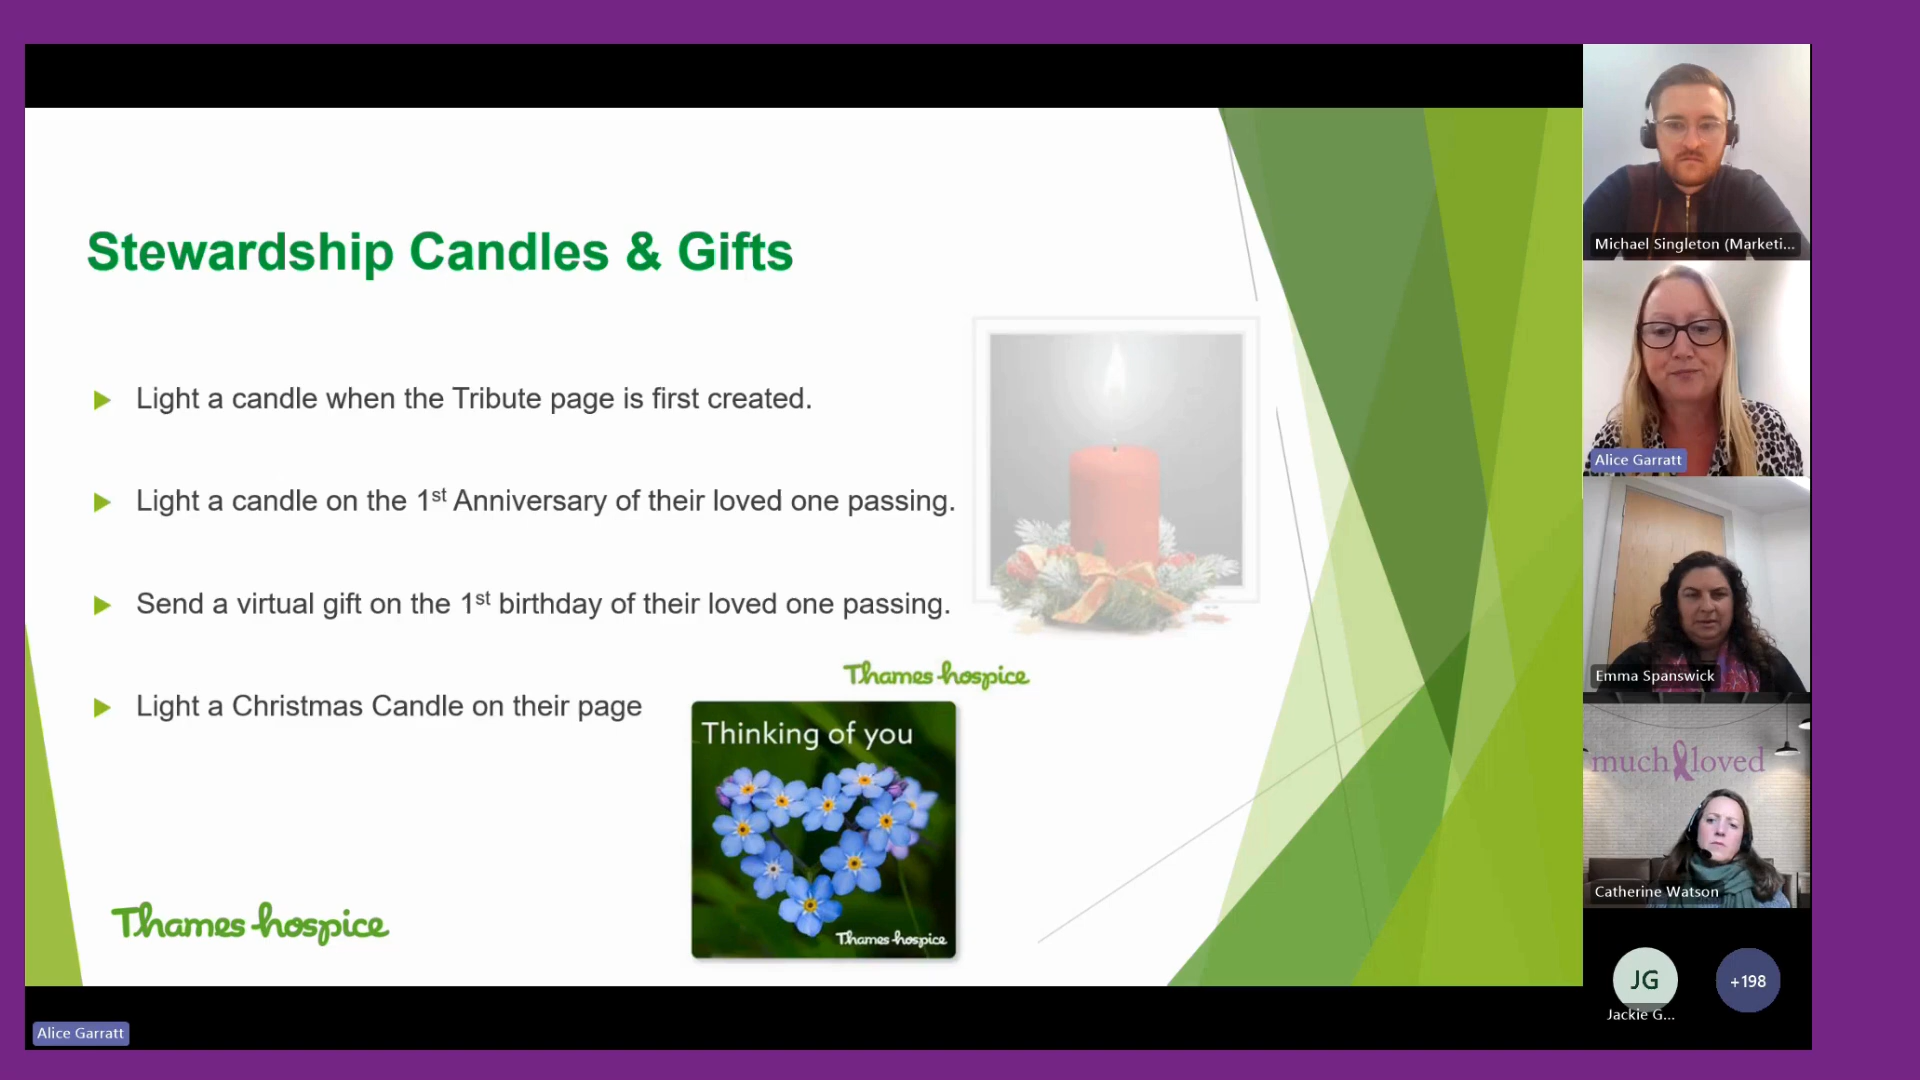 Stewardship Candles & Gifts
Light a candle when the Tribute page is first created.
Light a candle on the 1st Anniversary of their loved one passing.
Send a virtual gift on the 1st birthday of their loved one passing.
Light a Christmas Candle on their page
Thames hospice
Thinking of you
Thames hospice
Thames hospice
Alice Garratt
Michael Singleton (Marketi...
Alice Garratt
Emma Spanswick
much loved
Catherine Watson
JG
+198
Jackie G...